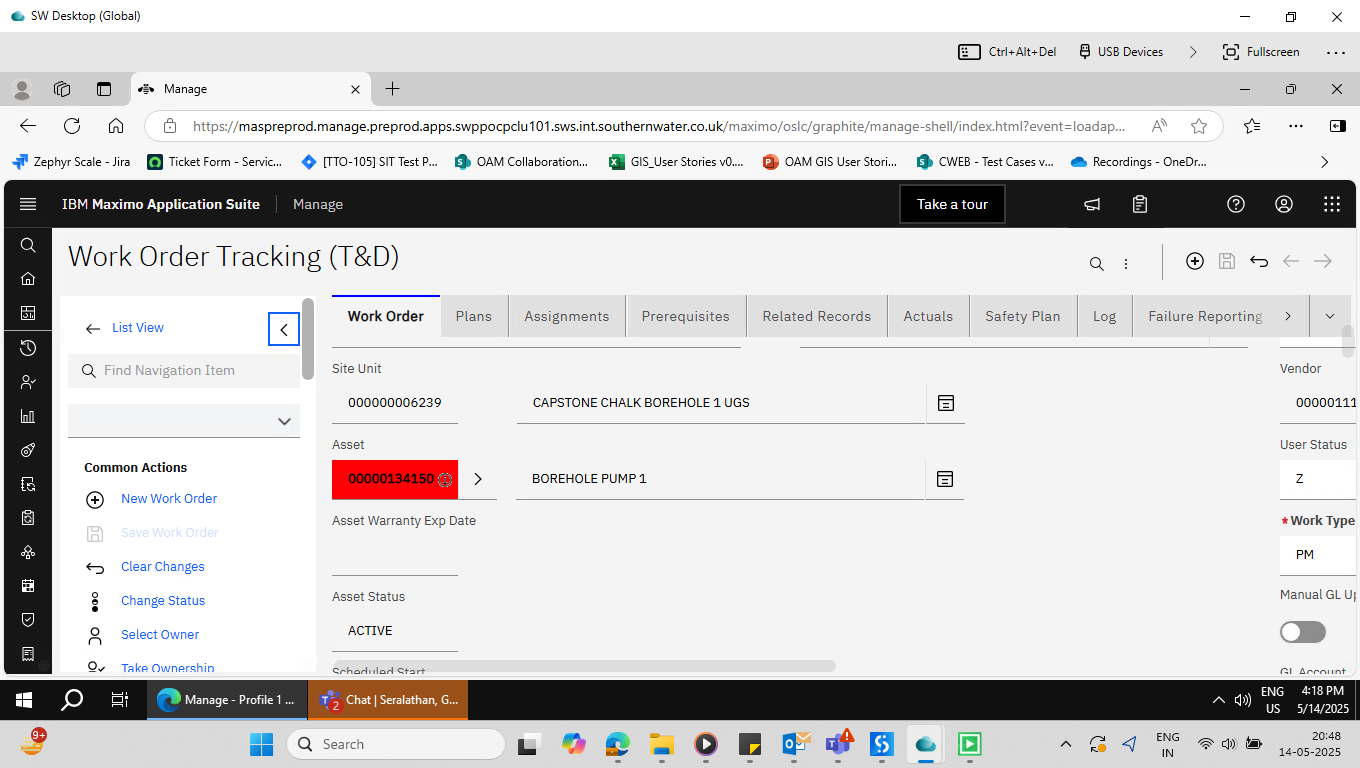 SW Desktop (Global)
Ctrl+Alt+Del USB Devices Fullscreen
Manage
https://maspreprod.manage.preprod.apps.swppocpclu101.sws.int.southernwater.co.uk/maximo/oslc/graphite/manage-shell/index.html?event=loadap...
Zephyr Scale - Jira Ticket Form - Servic... [TTO-105] SIT Test P... OAM Collaboration... GIS_User Stories v0.... OAM GIS User Stori... CWEB - Test Cases v... Recordings - OneDr...
IBM Maximo Application Suite Manage Take a tour
Work Order Tracking (T&D)
List View
Find Navigation Item
Common Actions
New Work Order
Save Work Order
Clear Changes
Change Status
Select Owner
Take Ownership
Work Order Plans Assignments Prerequisites Related Records Actuals Safety Plan Log Failure Reporting
Site Unit
000000006239 CAPSTONE CHALK BOREHOLE 1 UGS
Asset
00000134150 BOREHOLE PUMP 1
Asset Warranty Exp Date
Asset Status
ACTIVE
Scheduled Start
Vendor
00000111
User Status
Z
*Work Type
PM
Manual GL Up
GL Account
Manage - Profile 1 ... 2 Chat | Seralathan, G...
ENG
US
4:18 PM
5/14/2025
9+
Search
ENG
IN
20:48
14-05-2025